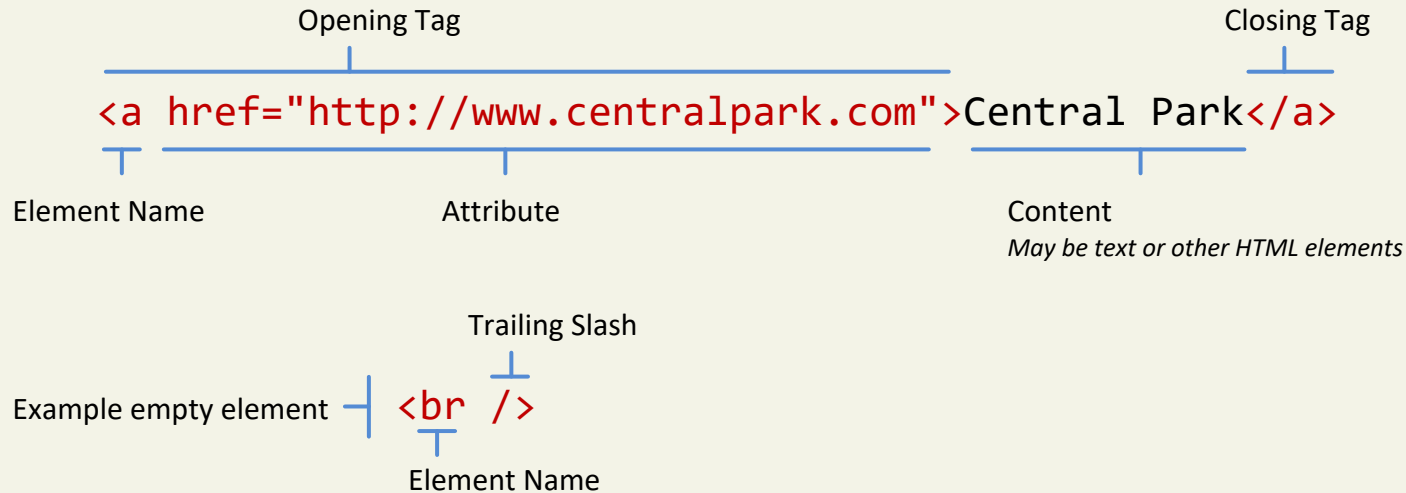 Opening Tag
Closing Tag
<a href="http://www.centralpark.com">Central Park</a>
Element Name
Attribute
Content
May be text or other HTML elements
Trailing Slash
Example empty element
<br />
Element Name